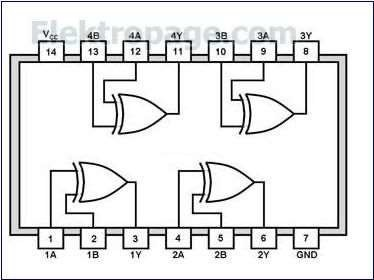 Elektropage.com
Vcc 4B 4A 4Y 3B 3A 3Y
14 13 12 11 10 9 8
1 2 3 4 5 6 7
1A 1B 1Y 2A 2B 2Y GND